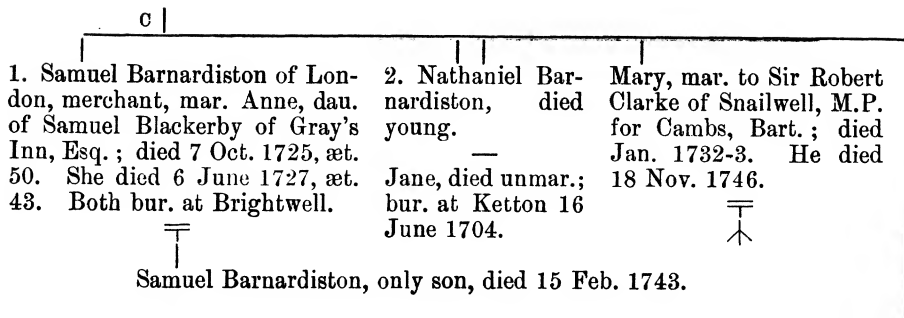 C
1. Samuel Barnardiston of Lon-
don, merchant, mar. Anne, dau.
of Samuel Blackerby of Gray's
Inn, Esq.; died 7 Oct. 1725, æt.
50. She died 6 June 1727, æt.
43. Both bur. at Brightwell.
2. Nathaniel Bar-
nardiston, died
young.
Jane, died unmar.;
bur. at Ketton 16
June 1704.
Mary, mar. to Sir Robert
Clarke of Snailwell, M.P.
for Cambs, Bart.; died
Jan. 1732-3. He died
18 Nov. 1746.
Samuel Barnardiston, only son, died 15 Feb. 1743.